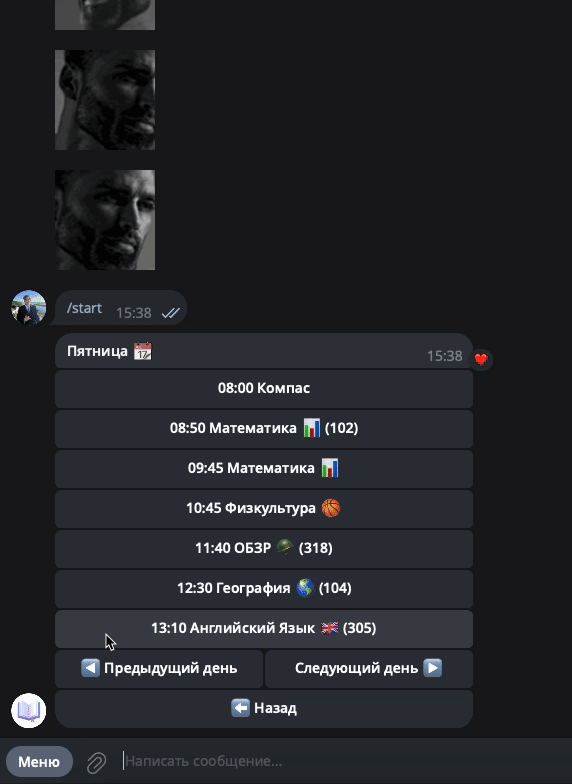 /start 15:38
Пятница 15:38
08:00 Компас
08:50 Математика (102)
09:45 Математика
10:45 Физкультура
11:40 ОБЗР (318)
12:30 География (104)
13:10 Английский Язык (305)
Предыдущий день
Следующий день
Назад
Меню
Написать сообщение...